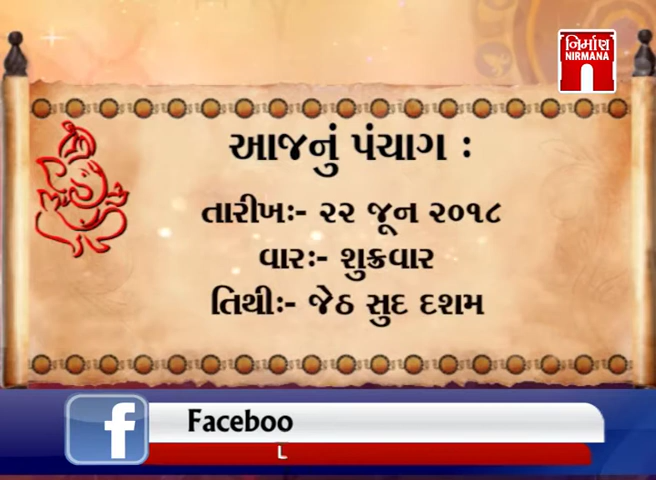 નિર્માણ
NIRMANA
આજનું પંચાગ :
તારીખઃ- ૨૨ જૂન ૨૦૧૮
વારઃ- શુક્રવાર
તિથીઃ- જેઠ સુદ દશમ
f
Faceboo
L